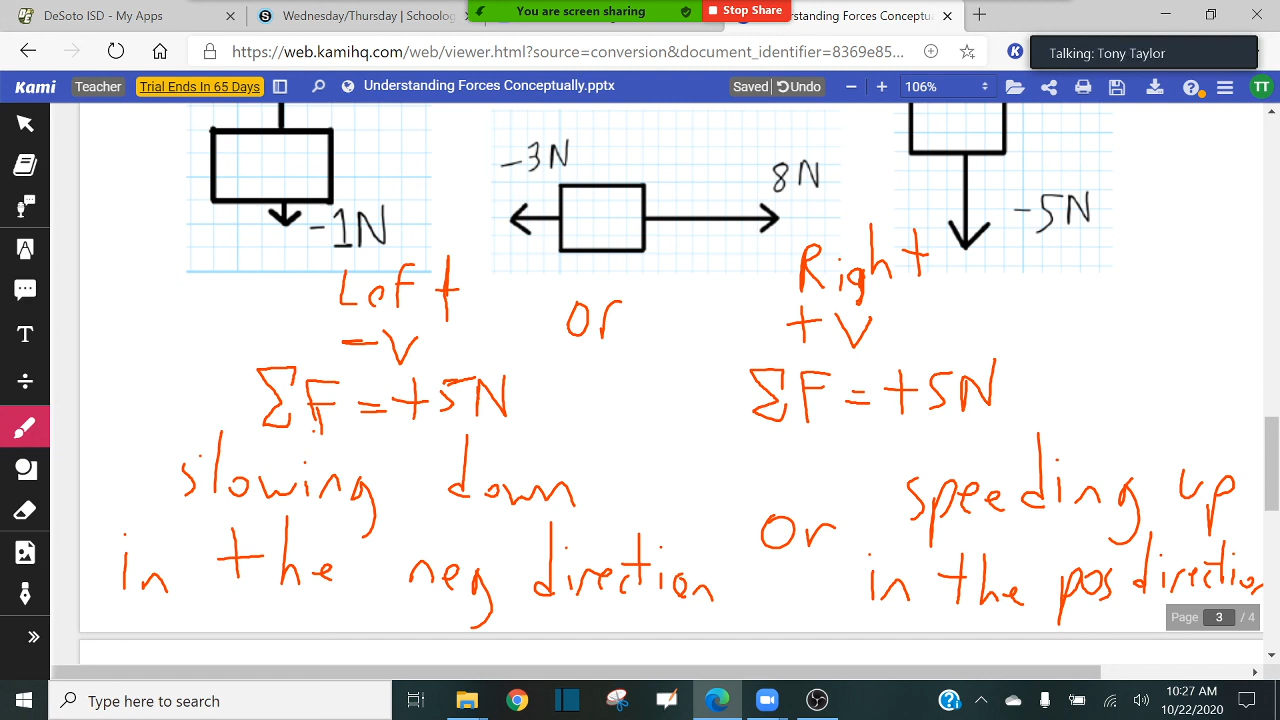 DeSoto - My Apps
Wednesday/Thursday | Schoolog
You are screen sharing
Stop Share
nderstanding Forces Conceptua
https://web.kamihq.com/web/viewer.html?source=conversion&document_identifier=8369e85...
Talking: Tony Taylor
Kami
Teacher
Trial Ends In 65 Days
Understanding Forces Conceptually.pptx
Saved
Undo
106%
TT
-1N
-3N
8N
-5N
Left or Right
-V +V
ΣF = +5N ΣF = +5N
slowing down or speeding up
in the neg direction in the pos direction
Page 3 / 4
Type here to search
10:27 AM
10/22/2020